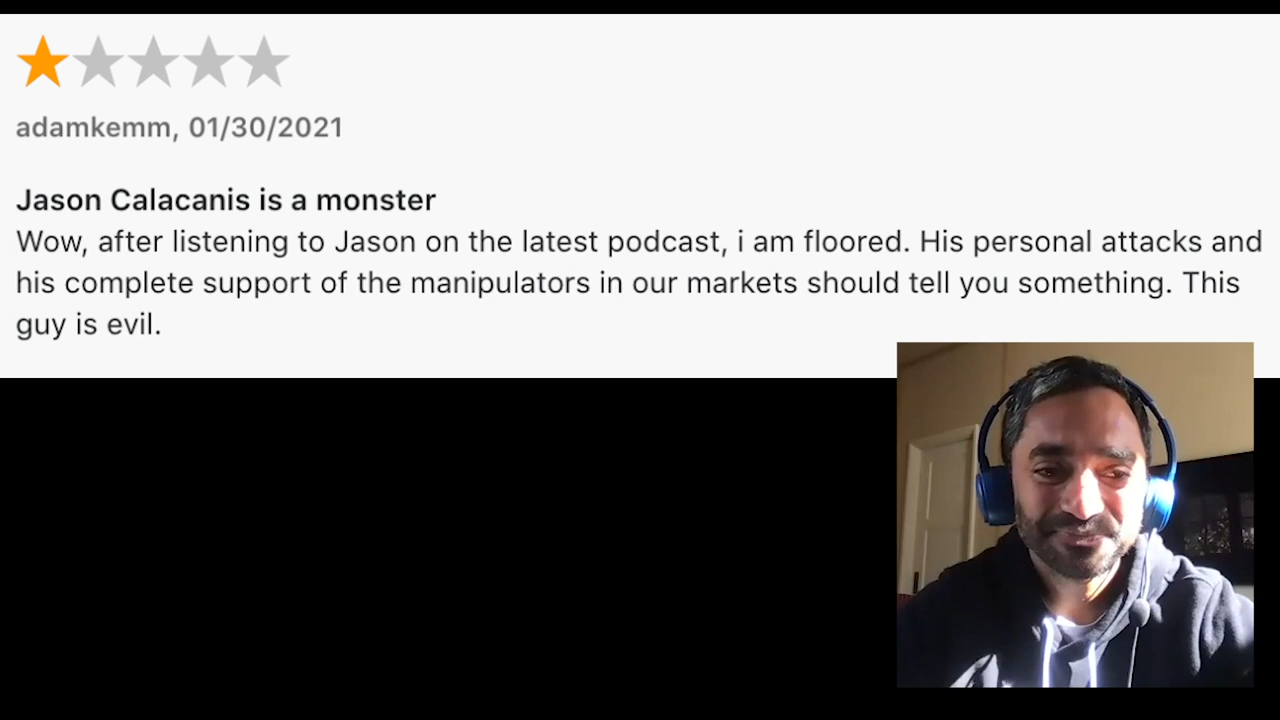 adamkemm, 01/30/2021
Jason Calacanis is a monster
Wow, after listening to Jason on the latest podcast, i am floored. His personal attacks and
his complete support of the manipulators in our markets should tell you something. This
guy is evil.